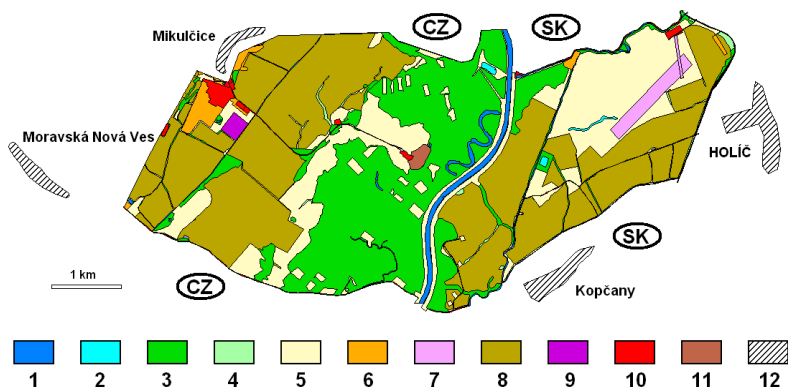 CZ SK
Mikulčice
Moravská Nová Ves
HOLÍČ
SK
CZ
1 km
Kopčany
1 2 3 4 5 6 7 8 9 10 11 12